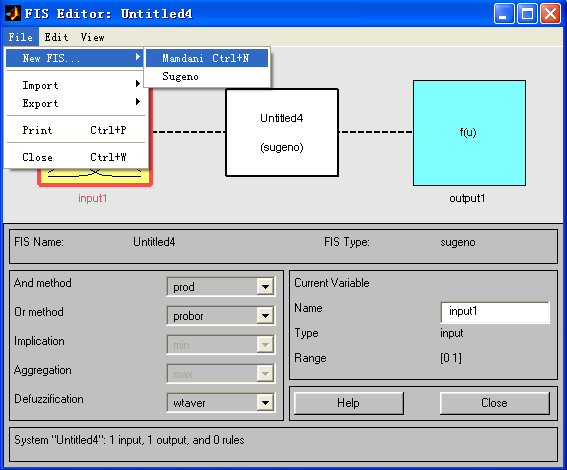 FIS Editor: Untitled4
File Edit View
New FIS...
Mamdani Ctrl+N
Sugeno
Import
Export
Print Ctrl+P
Close Ctrl+W
Untitled4
(sugeno)
f(u)
input1
output1
FIS Name: Untitled4 FIS Type: sugeno
And method prod
Or method probor
Implication min
Aggregation max
Defuzzification wtaver
Current Variable
Name input1
Type input
Range [0 1]
Help Close
System "Untitled4": 1 input, 1 output, and 0 rules